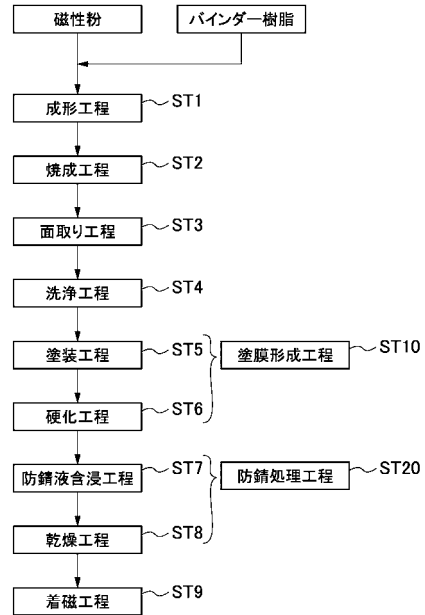 磁性粉
バインダー樹脂
成形工程 ST1
焼成工程 ST2
面取り工程 ST3
洗浄工程 ST4
塗装工程 ST5
塗膜形成工程 ST10
硬化工程 ST6
防錆液含浸工程 ST7
防錆処理工程 ST20
乾燥工程 ST8
着磁工程 ST9